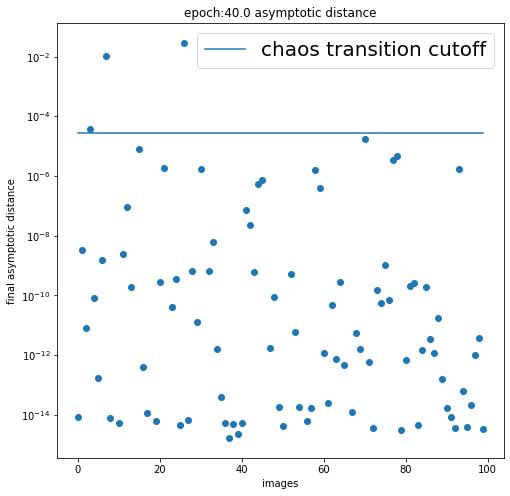 epoch:40.0 asymptotic distance
chaos transition cutoff
final asymptotic distance
10^-2
10^-4
10^-6
10^-8
10^-10
10^-12
10^-14
0 20 40 60 80 100
images